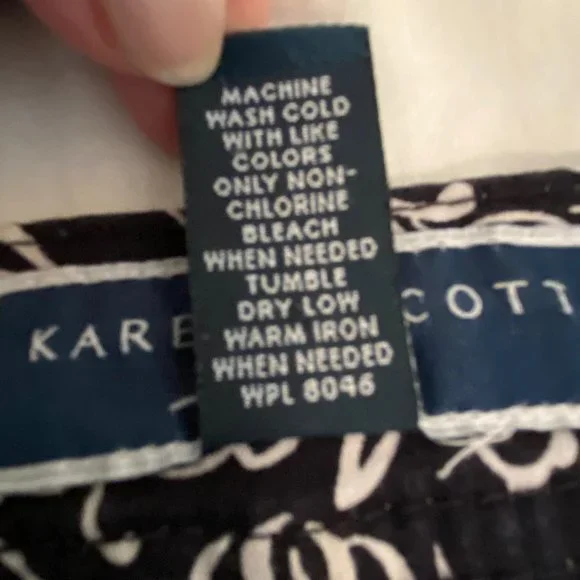 MACHINE
WASH COLD
WITH LIKE
COLORS
ONLY NON-
CHLORINE
BLEACH
WHEN NEEDED
TUMBLE
DRY LOW
WARM IRON
WHEN NEEDED
WPL 8046
KARE COTT